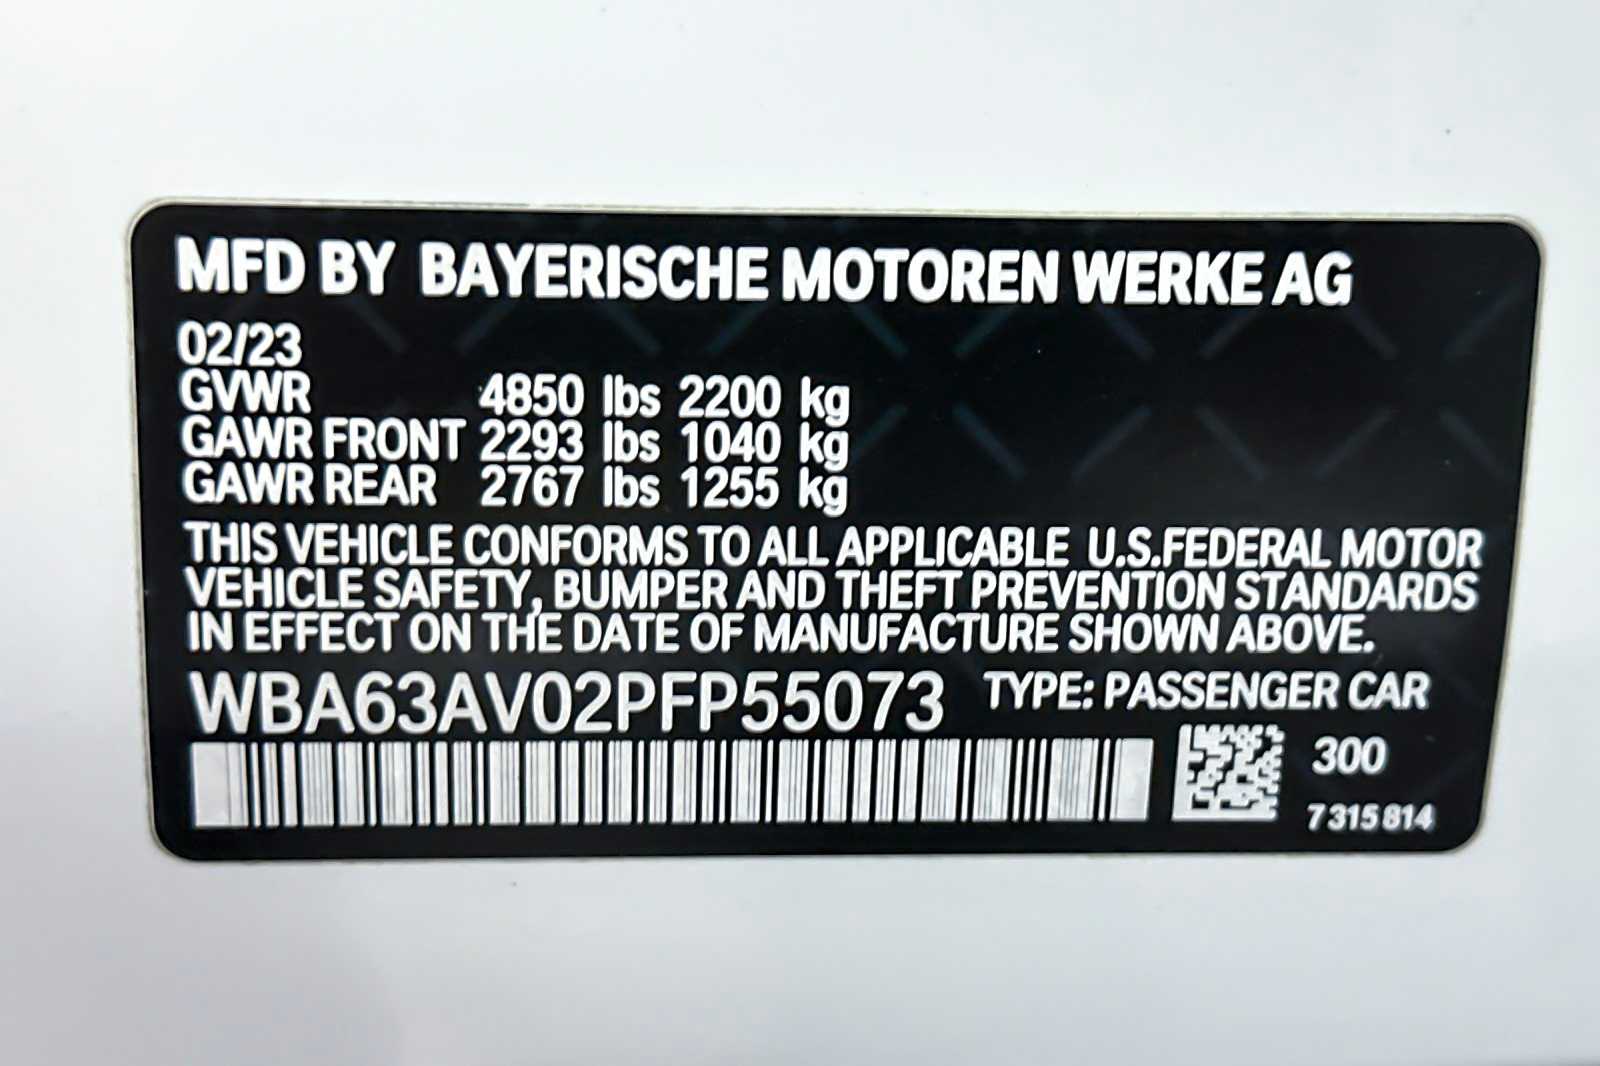 MFD BY BAYERISCHE MOTOREN WERKE AG
02/23
GVWR 4850 lbs 2200 kg
GAWR FRONT 2293 lbs 1040 kg
GAWR REAR 2767 lbs 1255 kg
THIS VEHICLE CONFORMS TO ALL APPLICABLE U.S.FEDERAL MOTOR
VEHICLE SAFETY, BUMPER AND THEFT PREVENTION STANDARDS
IN EFFECT ON THE DATE OF MANUFACTURE SHOWN ABOVE.
WBA63AV02PFP55073 TYPE: PASSENGER CAR
300
7 315 814